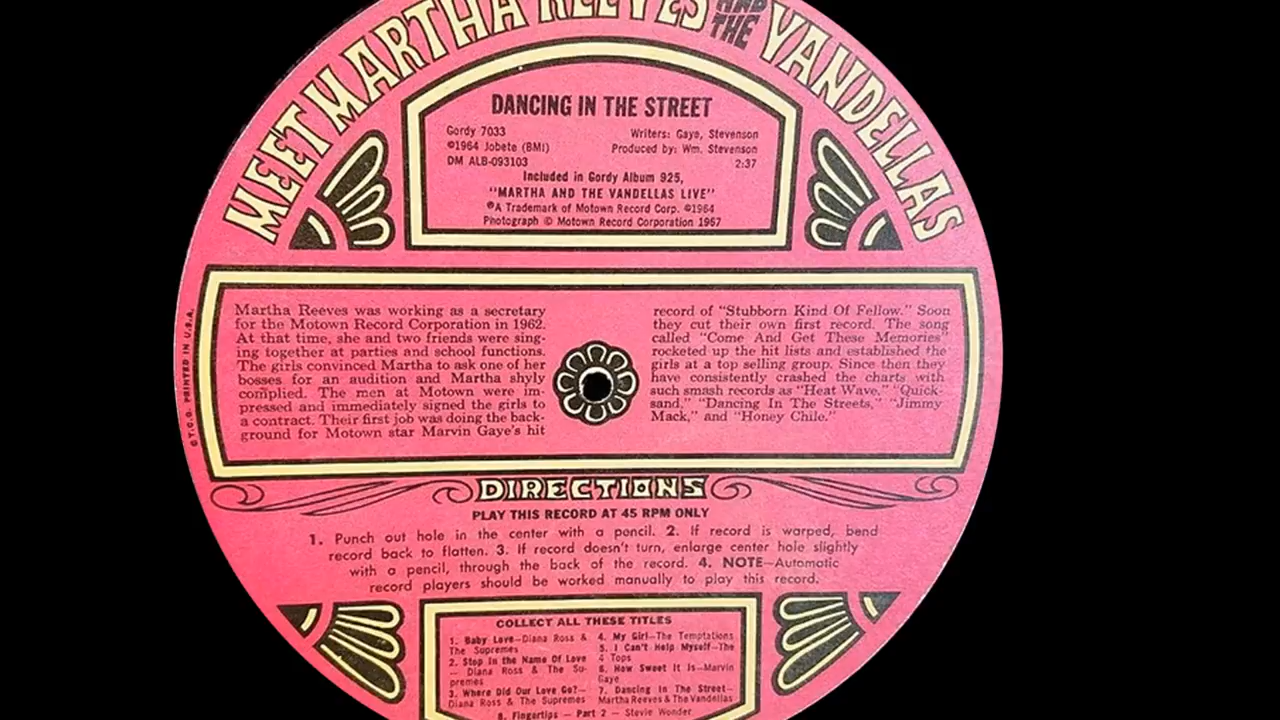 MEET MARTHA REEVES AND THE VANDELLAS
DANCING IN THE STREET
Gordy 7033
©1964 Jobete (BMI)
DM ALB-093103
Writers: Gaye, Stevenson
Produced by: Wm. Stevenson
2:37
Included in Gordy Album 925,
"MARTHA AND THE VANDELLAS LIVE"
®A Trademark of Motown Record Corp. ©1964
Photograph © Motown Record Corporation 1967
© T.C.G. PRINTED IN U.S.A.
Martha Reeves was working as a secretary
for the Motown Record Corporation in 1962.
At that time, she and two friends were sing-
ing together at parties and school functions.
The girls convinced Martha to ask one of her
bosses for an audition and Martha shyly
complied. The men at Motown were im-
pressed and immediately signed the girls to
a contract. Their first job was doing the back-
ground for Motown star Marvin Gaye's hit
record of "Stubborn Kind Of Fellow." Soon
they cut their own first record. The song
called "Come And Get These Memories"
rocketed up the hit lists and established the
girls at a top selling group. Since then they
have consistently crashed the charts with
such smash records as "Heat Wave," "Quick-
sand," "Dancing In The Streets," "Jimmy
Mack," and "Honey Chile."
DIRECTIONS
PLAY THIS RECORD AT 45 RPM ONLY
1. Punch out hole in the center with a pencil. 2. If record is warped, bend
record back to flatten. 3. If record doesn't turn, enlarge center hole slightly
with a pencil, through the back of the record. 4. NOTE—Automatic
record players should be worked manually to play this record.
COLLECT ALL THESE TITLES
1. Baby Love—Diana Ross &
The Supremes
2. Stop In the Name Of Love
— Diana Ross & The Su-
premes
3. Where Did Our Love Go?—
Diana Ross & The Supremes
4. My Girl—The Temptations
5. I Can't Help Myself—The
4 Tops
6. How Sweet It Is—Marvin
Gaye
7. Dancing In The Street—
Martha Reeves & The Vandellas
8. Fingertips — Part 2 — Stevie Wonder